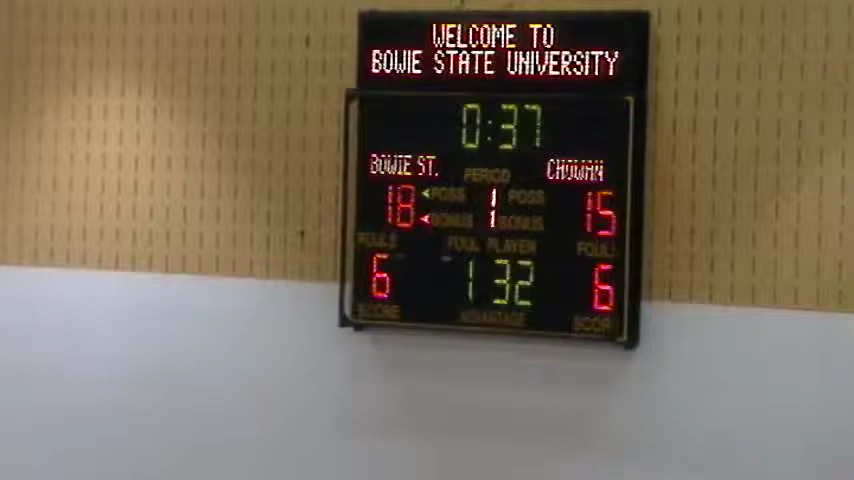 WELCOME TO
BOWIE STATE UNIVERSITY
0:37
BOWIE ST. PERIOD CHOWAN
18 POSS 1 POSS 15
BONUS BONUS
FOULS FOUL PLAYER FOULS
6 1 32 6
SCORE ADVANTAGE SCORE